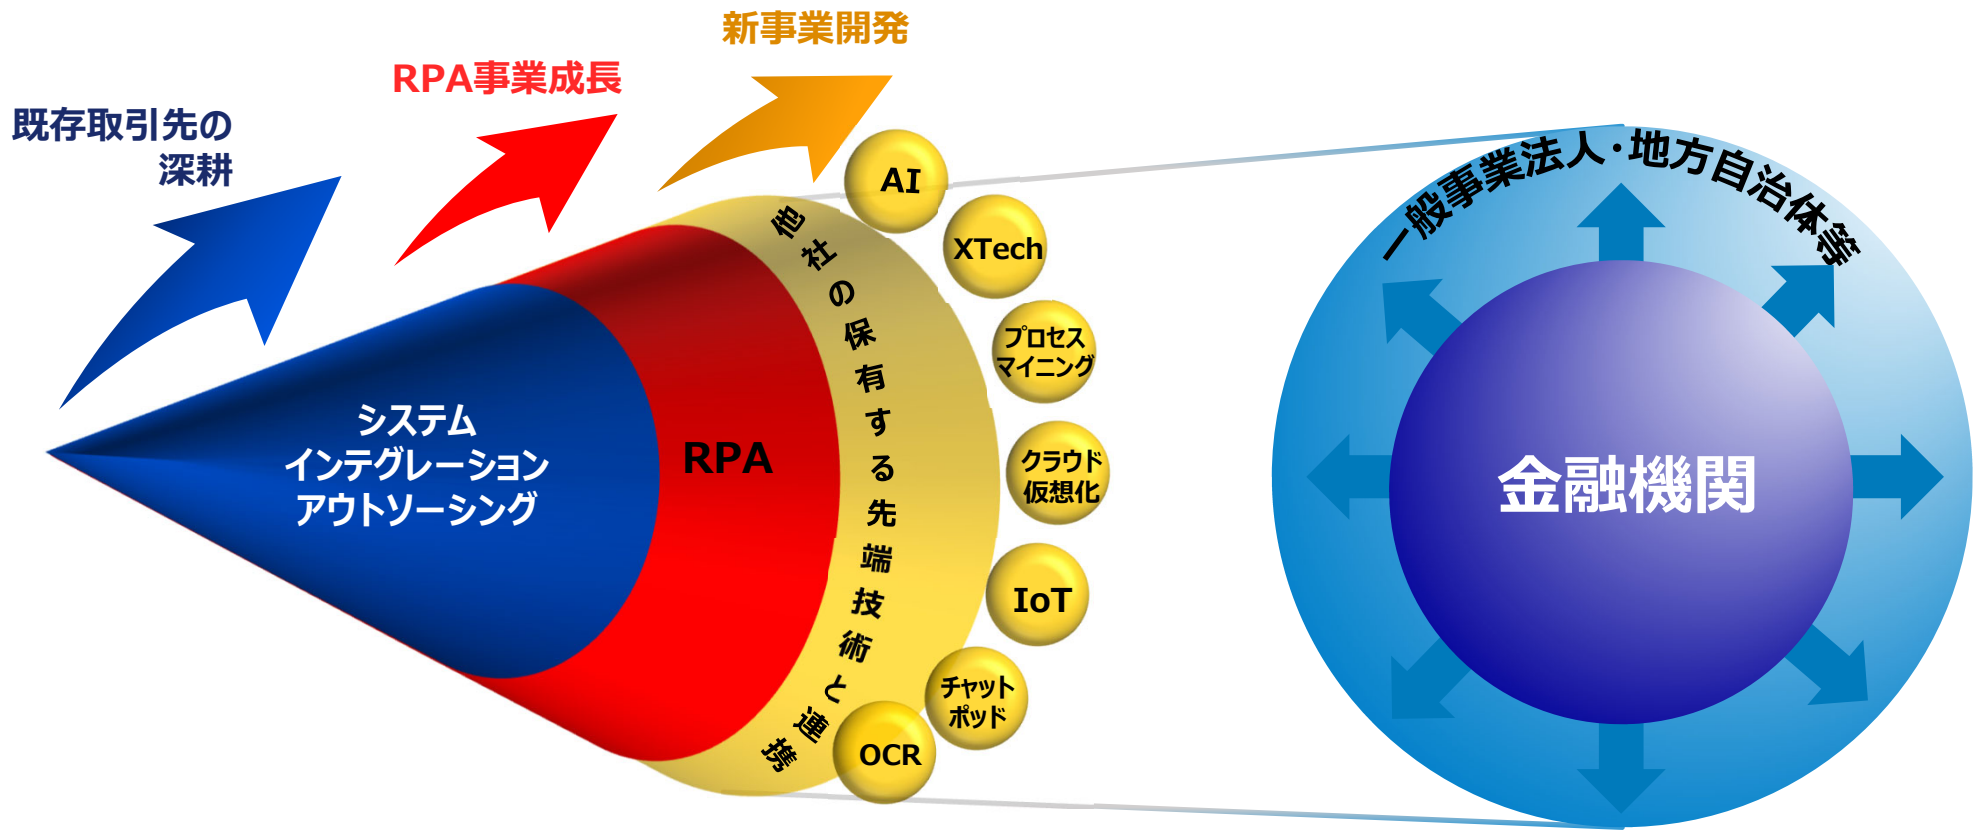 新事業開発
RPA事業成長
既存取引先の
深耕
システム
インテグレーション
アウトソーシング
RPA
他社の保有する先端技術と連携
AI
XTech
プロセス
マイニング
クラウド
仮想化
IoT
チャット
ポッド
OCR
一般事業法人・地方自治体等
金融機関